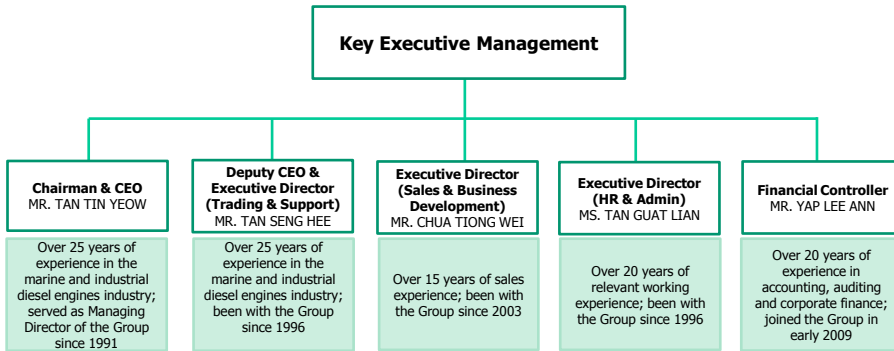 Key Executive Management
Chairman & CEO
MR. TAN TIN YEOW
Over 25 years of
experience in the
marine and industrial
diesel engines industry;
served as Managing
Director of the Group
since 1991
Deputy CEO &
Executive Director
(Trading & Support)
MR. TAN SENG HEE
Over 25 years of
experience in the
marine and industrial
diesel engines industry;
been with the Group
since 1996
Executive Director
(Sales & Business
Development)
MR. CHUA TIONG WEI
Over 15 years of sales
experience; been with
the Group since 2003
Executive Director
(HR & Admin)
MS. TAN GUAT LIAN
Over 20 years of
relevant working
experience; been with
the Group since 1996
Financial Controller
MR. YAP LEE ANN
Over 20 years of
experience in
accounting, auditing
and corporate finance;
joined the Group in
early 2009